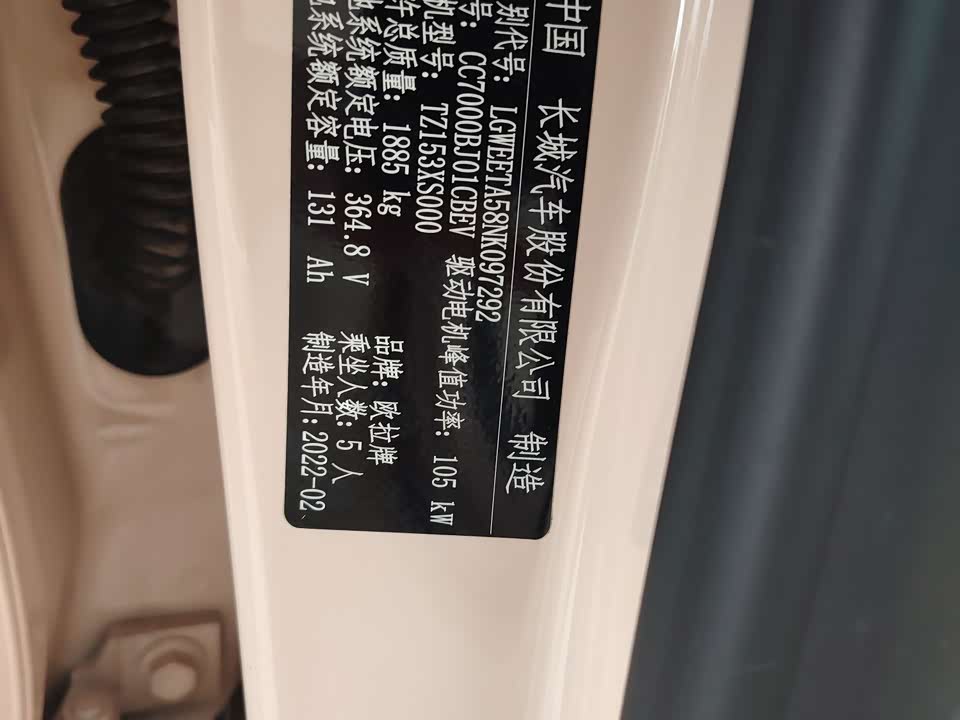 中国 长城汽车股份有限公司 制造
别代号: LGWEETA58NK097292
号: CC7000BJ01CBEV 驱动电机峰值功率: 105 kW
机型号: TZ153XS000
许总质量: 1885 kg 品牌: 欧拉牌
池系统额定电压: 364.8 V 乘坐人数: 5 人
系统额定容量: 131 Ah 制造年月: 2022-02